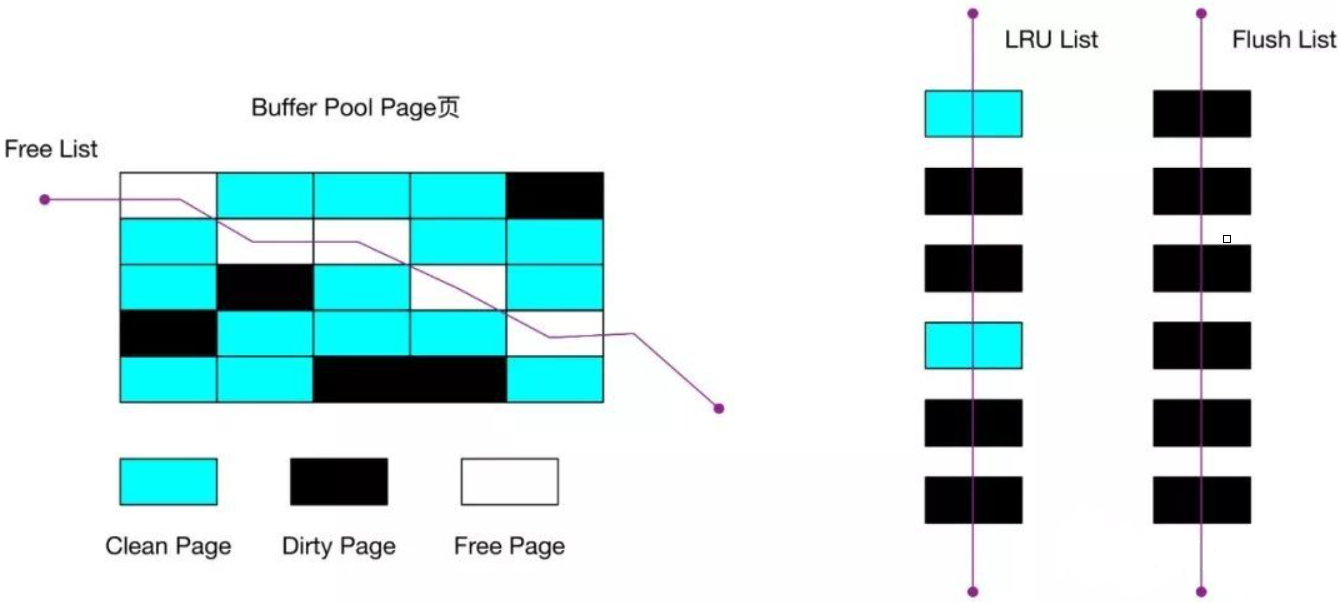 LRU List
Flush List
Buffer Pool Page页
Free List
Clean Page
Dirty Page
Free Page